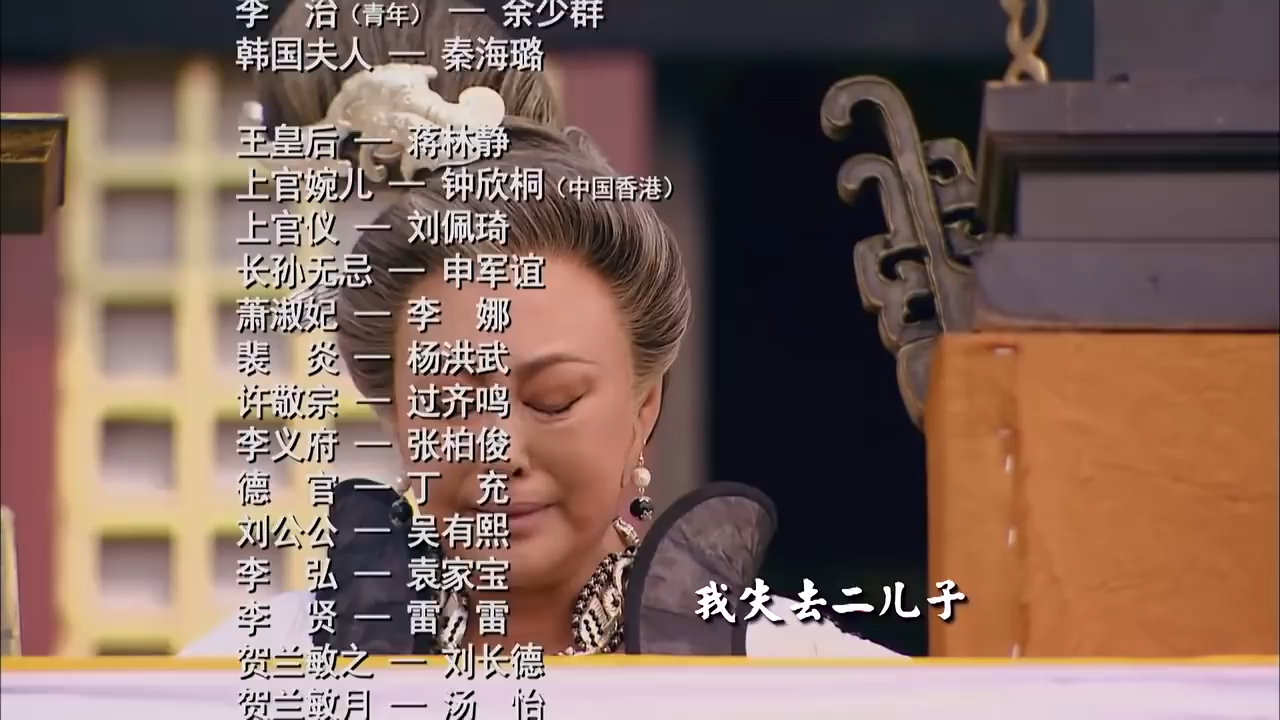 李　治（青年） — 余少群
韩国夫人 — 秦海璐
王皇后 — 蒋林静
上官婉儿 — 钟欣桐（中国香港）
上官仪 — 刘佩琦
长孙无忌 — 申军谊
萧淑妃 — 李　娜
裴　炎 — 杨洪武
许敬宗 — 过齐鸣
李义府 — 张柏俊
德　官 — 丁　充
刘公公 — 吴有熙
李　弘 — 袁家宝
李　贤 — 雷　雷
我失去二儿子
贺兰敏之 — 刘长德
贺兰敏月 — 汤　怡